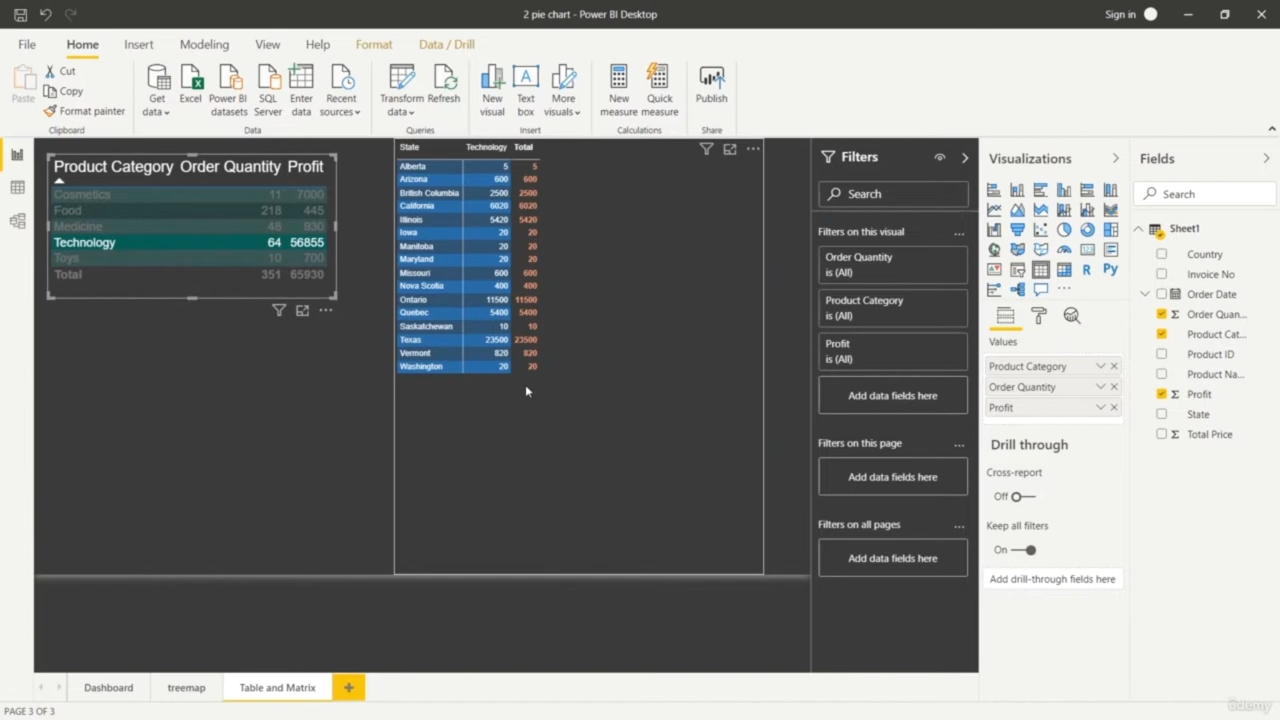 2 pie chart - Power BI Desktop
Sign in
File Home Insert Modeling View Help Format Data / Drill
Paste
Cut
Copy
Format painter
Clipboard
Get data
Excel
Power BI datasets
SQL Server
Enter data
Recent sources
Data
Transform data
Refresh
Queries
New visual
Text box
More visuals
Insert
New measure
Quick measure
Calculations
Publish
Share
Product Category Order Quantity Profit
Cosmetics 11 7000
Food 218 445
Medicine 48 930
Technology 64 56855
Toys 10 700
Total 351 65930
State Technology Total
Alberta 5 5
Arizona 600 600
British Columbia 2500 2500
California 6020 6020
Illinois 5420 5420
Iowa 20 20
Manitoba 20 20
Maryland 20 20
Missouri 600 600
Nova Scotia 400 400
Ontario 11500 11500
Quebec 5400 5400
Saskatchewan 10 10
Texas 23500 23500
Vermont 820 820
Washington 20 20
Filters
Search
Filters on this visual ...
Order Quantity
is (All)
Product Category
is (All)
Profit
is (All)
Add data fields here
Filters on this page ...
Add data fields here
Filters on all pages ...
Add data fields here
Visualizations
R Py
...
Values
Product Category
Order Quantity
Profit
Drill through
Cross-report
Off
Keep all filters
On
Add drill-through fields here
Fields
Search
Sheet1
Country
Invoice No
Order Date
Σ Order Quan...
Product Cat...
Product ID
Product Na...
Σ Profit
State
Σ Total Price
Dashboard treemap Table and Matrix +
PAGE 3 OF 3
ûdemy